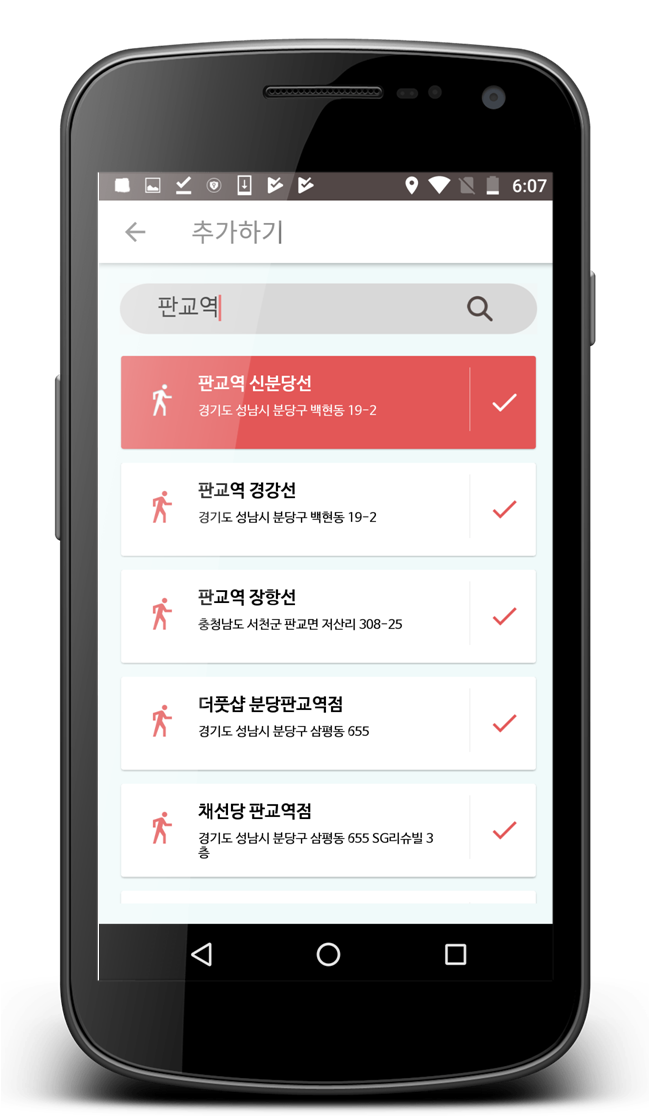 6:07
추가하기
판교역
판교역 신분당선
경기도 성남시 분당구 백현동 19-2
판교역 경강선
경기도 성남시 분당구 백현동 19-2
판교역 장항선
충청남도 서천군 판교면 저산리 308-25
더풋샵 분당판교역점
경기도 성남시 분당구 삼평동 655
채선당 판교역점
경기도 성남시 분당구 삼평동 655 SG리슈빌 3
층